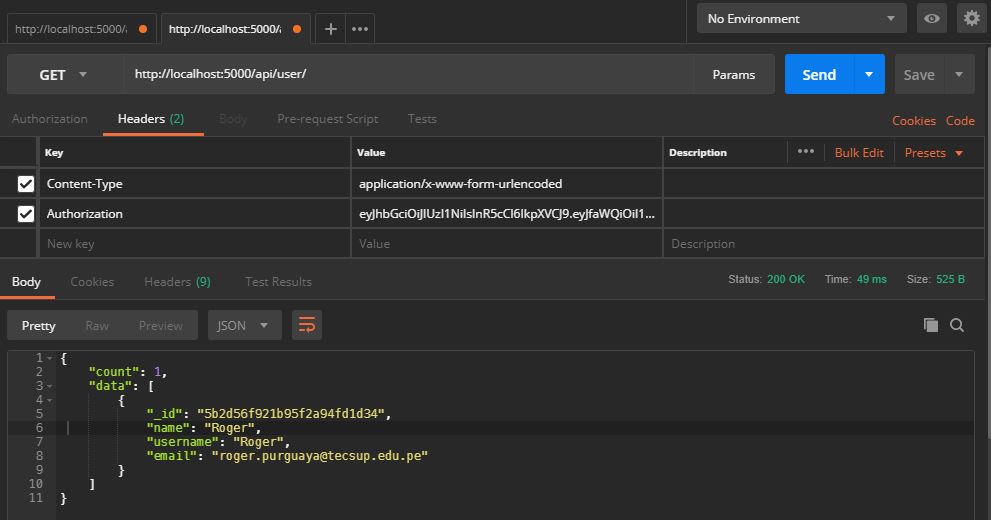 No Environment
http://localhost:5000/a
http://localhost:5000/a
GET
http://localhost:5000/api/user/
Params
Send
Save
Authorization
Headers (2)
Body
Pre-request Script
Tests
Cookies
Code
Key
Value
Description
Bulk Edit
Presets
Content-Type
application/x-www-form-urlencoded
Authorization
New key
Value
Description
Body
Cookies
Headers (9)
Test Results
Status: 200 OK
Time: 49 ms
Size: 525 B
Pretty
Raw
Preview
JSON
1 {
2 "count": 1,
3 "data": [
4 {
5 "_id": "5b2d56f921b95f2a94fd1d34",
6 "name": "Roger",
7 "username": "Roger",
8 "email": "roger.purguaya@tecsup.edu.pe"
9 }
10 ]
11 }